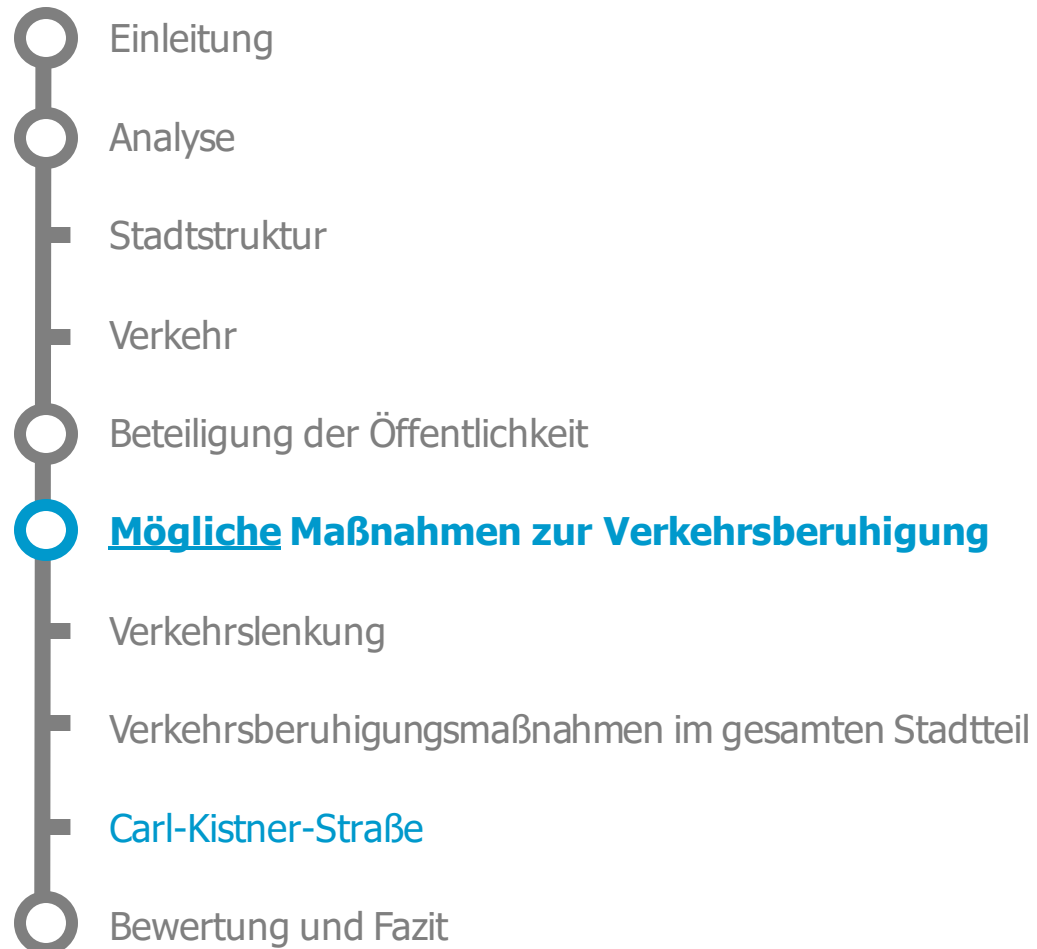 Einleitung
Analyse
Stadtstruktur
Verkehr
Beteiligung der Öffentlichkeit
Mögliche Maßnahmen zur Verkehrsberuhigung
Verkehrslenkung
Verkehrsberuhigungsmaßnahmen im gesamten Stadtteil
Carl-Kistner-Straße
Bewertung und Fazit